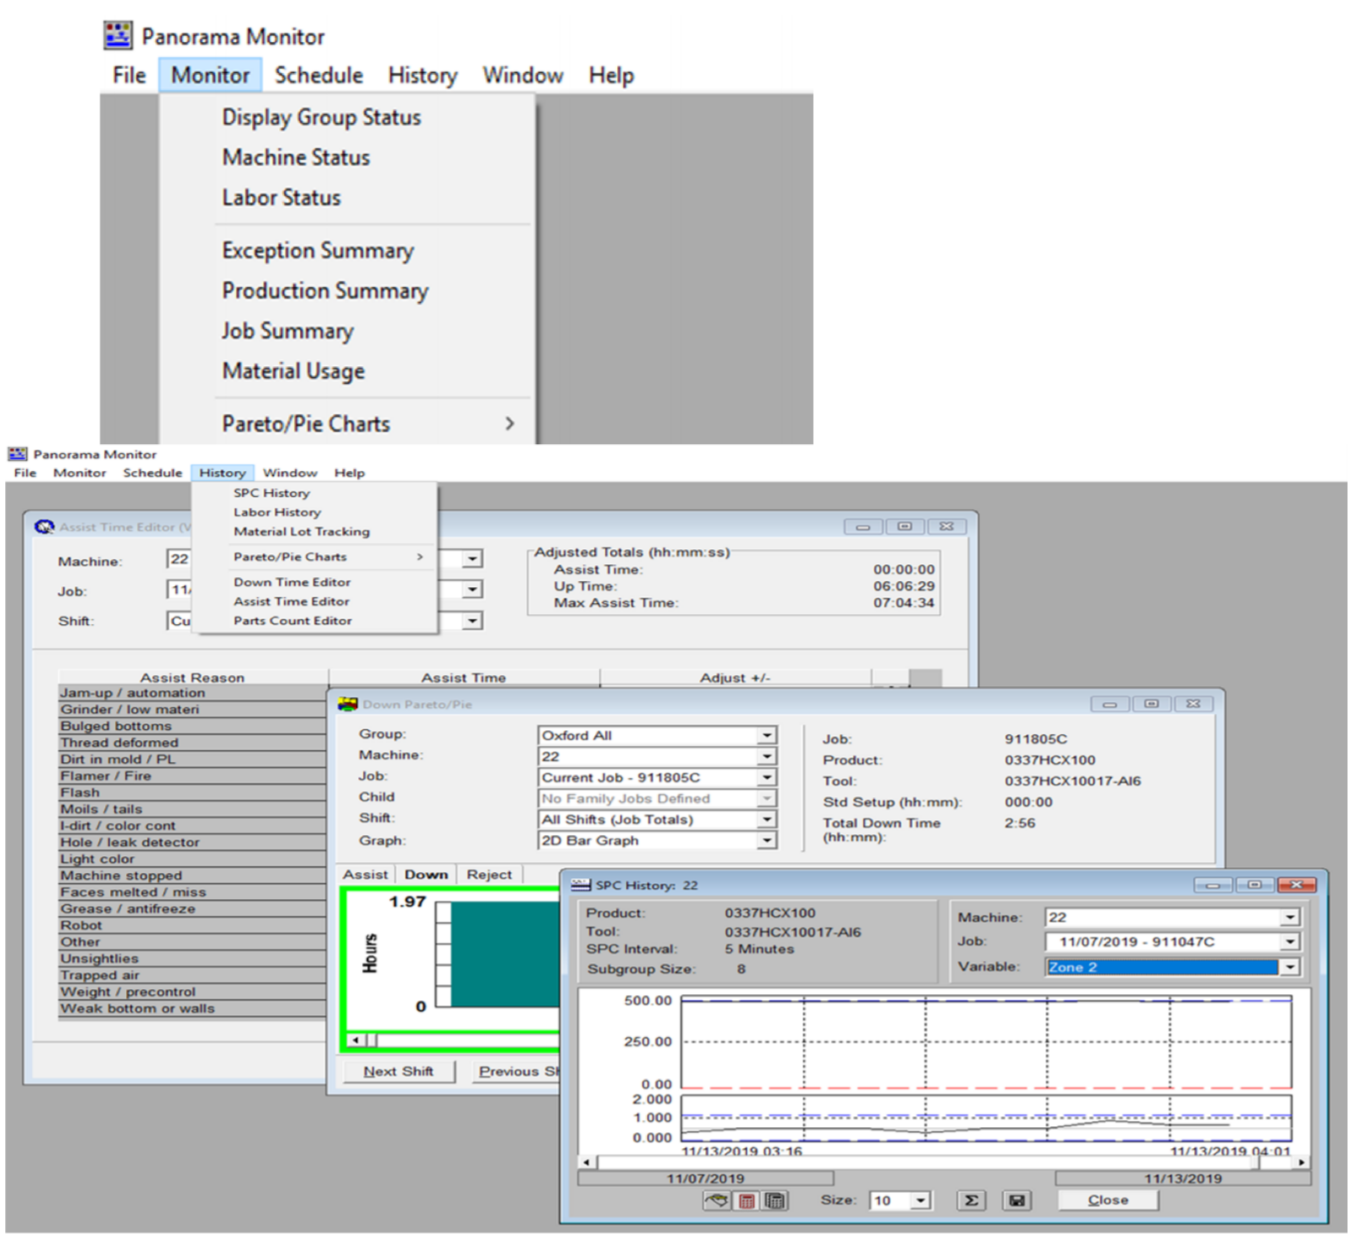 Panorama Monitor
File Monitor Schedule History Window Help
Display Group Status
Machine Status
Labor Status
Exception Summary
Production Summary
Job Summary
Material Usage
Pareto/Pie Charts
Panorama Monitor
File Monitor Schedule History Window Help
SPC History
Labor History
Material Lot Tracking
Pareto/Pie Charts
Down Time Editor
Assist Time Editor
Parts Count Editor
Assist Time Editor
Machine: 22
Job: 11/
Shift: Cu
Adjusted Totals (hh:mm:ss)
Assist Time: 00:00:00
Up Time: 06:06:29
Max Assist Time: 07:04:34
Assist Reason Assist Time Adjust +/-
Jam-up / automation
Grinder / low materi
Bulged bottoms
Thread deformed
Dirt in mold / PL
Flamer / Fire
Flash
Moils / tails
I-dirt / color cont
Hole / leak detector
Light color
Machine stopped
Faces melted / miss
Grease / antifreeze
Robot
Other
Unsightlies
Trapped air
Weight / precontrol
Weak bottom or walls
Down Pareto/Pie
Group: Oxford All
Machine: 22
Job: Current Job - 911805C
Child No Family Jobs Defined
Shift: All Shifts (Job Totals)
Graph: 2D Bar Graph
Job: 911805C
Product: 0337HCX100
Tool: 0337HCX10017-AI6
Std Setup (hh:mm): 000:00
Total Down Time 2:56
(hh:mm):
Assist Down Reject
1.97
Hours
0
Next Shift Previous Sh
SPC History: 22
Product: 0337HCX100
Tool: 0337HCX10017-AI6
SPC Interval: 5 Minutes
Subgroup Size: 8
Machine: 22
Job: 11/07/2019 - 911047C
Variable: Zone 2
500.00
250.00
0.00
2.000
1.000
0.000
11/13/2019 03:16 11/13/2019 04:01
11/07/2019 11/13/2019
Size: 10 Σ Close